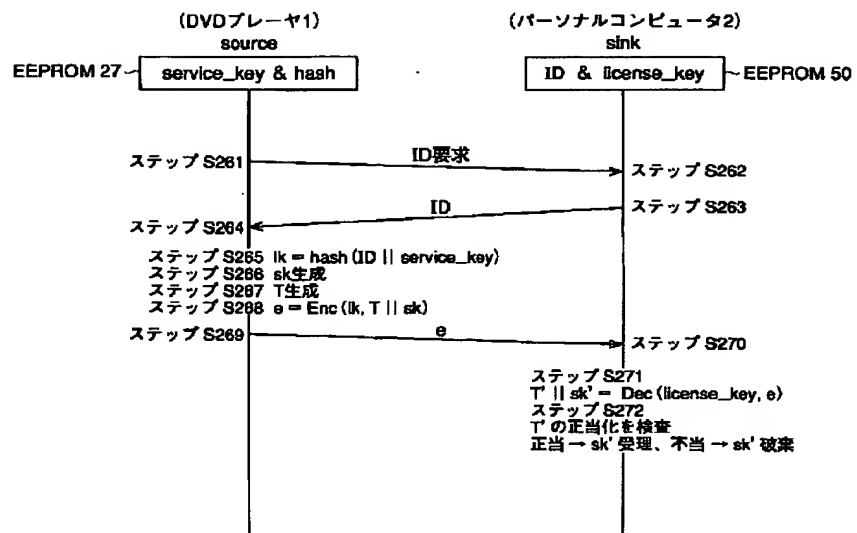 (DVDプレーヤ1)
source
(パーソナルコンピュータ2)
sink
EEPROM 27
service_key & hash
ID & license_key
EEPROM 50
ステップ S261
ID要求
ステップ S262
ID
ステップ S263
ステップ S264
ステップ S265 lk = hash (ID || service_key)
ステップ S266 sk生成
ステップ S267 T生成
ステップ S268 e = Enc (lk, T || sk)
ステップ S269
e
ステップ S270
ステップ S271
T' || sk' = Dec (license_key, e)
ステップ S272
T' の正当化を検査
正当 → sk' 受理、不当 → sk' 破棄